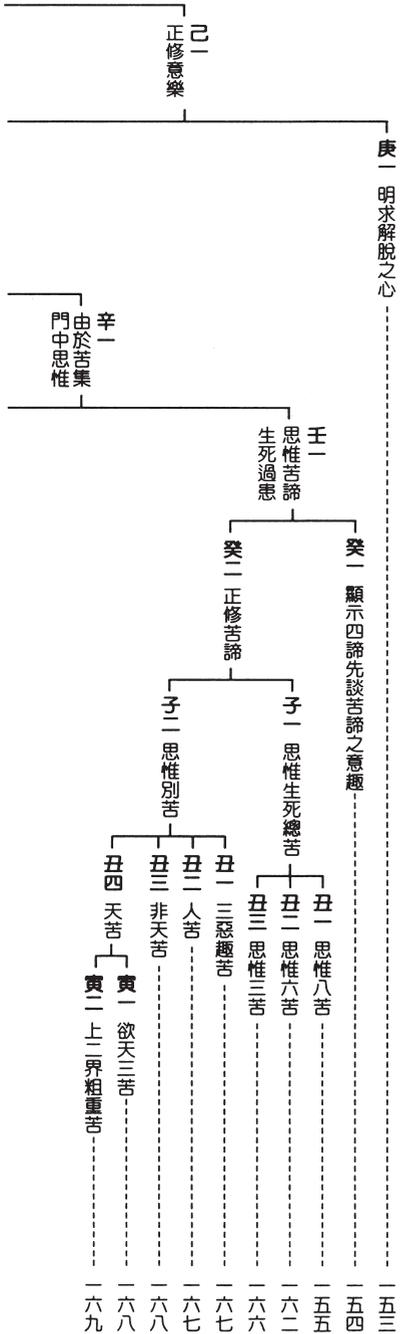 庚一 明求解脫之心 一五三
癸一 顯示四諦先談苦諦之意趣 一五四
丑一 思惟八苦 一五五
壬一
思惟苦諦
生死過患
子一 思惟生死總苦
丑二 思惟六苦 一六二
丑三 思惟三苦 一六六
癸二 正修苦諦
丑一 三惡趣苦 一六七
己一
正修意樂
丑二 人苦 一六七
子二 思惟別苦
丑三 非天苦 一六八
寅一 欲天三苦 一六八
辛一
由於苦集
門中思惟
丑四 天苦
寅二 上二界粗重苦 一六九